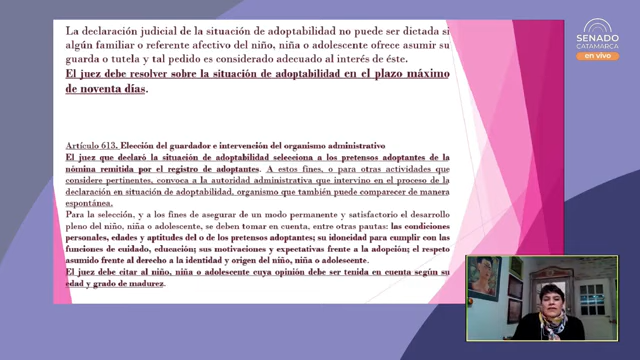 La declaración judicial de la situación de adoptabilidad no puede ser dictada si
algún familiar o referente afectivo del niño, niña o adolescente ofrece asumir su
guarda o tutela y tal pedido es considerado adecuado al interés de éste.
El juez debe resolver sobre la situación de adoptabilidad en el plazo máximo
de noventa días.
Artículo 613. Elección del guardador e intervención del organismo administrativo
El juez que declaró la situación de adoptabilidad selecciona a los pretensos adoptantes de la
nómina remitida por el registro de adoptantes. A estos fines, o para otras actividades que
considere pertinentes, convoca a la autoridad administrativa que intervino en el proceso de la
declaración en situación de adoptabilidad, organismo que también puede comparecer de manera
espontánea.
Para la selección, y a los fines de asegurar de un modo permanente y satisfactorio el desarrollo
pleno del niño, niña o adolescente, se deben tomar en cuenta, entre otras pautas: las condiciones
personales, edades y aptitudes del o de los pretensos adoptantes; su idoneidad para cumplir con las
funciones de cuidado, educación; sus motivaciones y expectativas frente a la adopción; el respeto
asumido frente al derecho a la identidad y origen del niño, niña o adolescente.
El juez debe citar al niño, niña o adolescente cuya opinión debe ser tenida en cuenta según su
edad y grado de madurez.
SENADO
CATAMARCA
en vivo